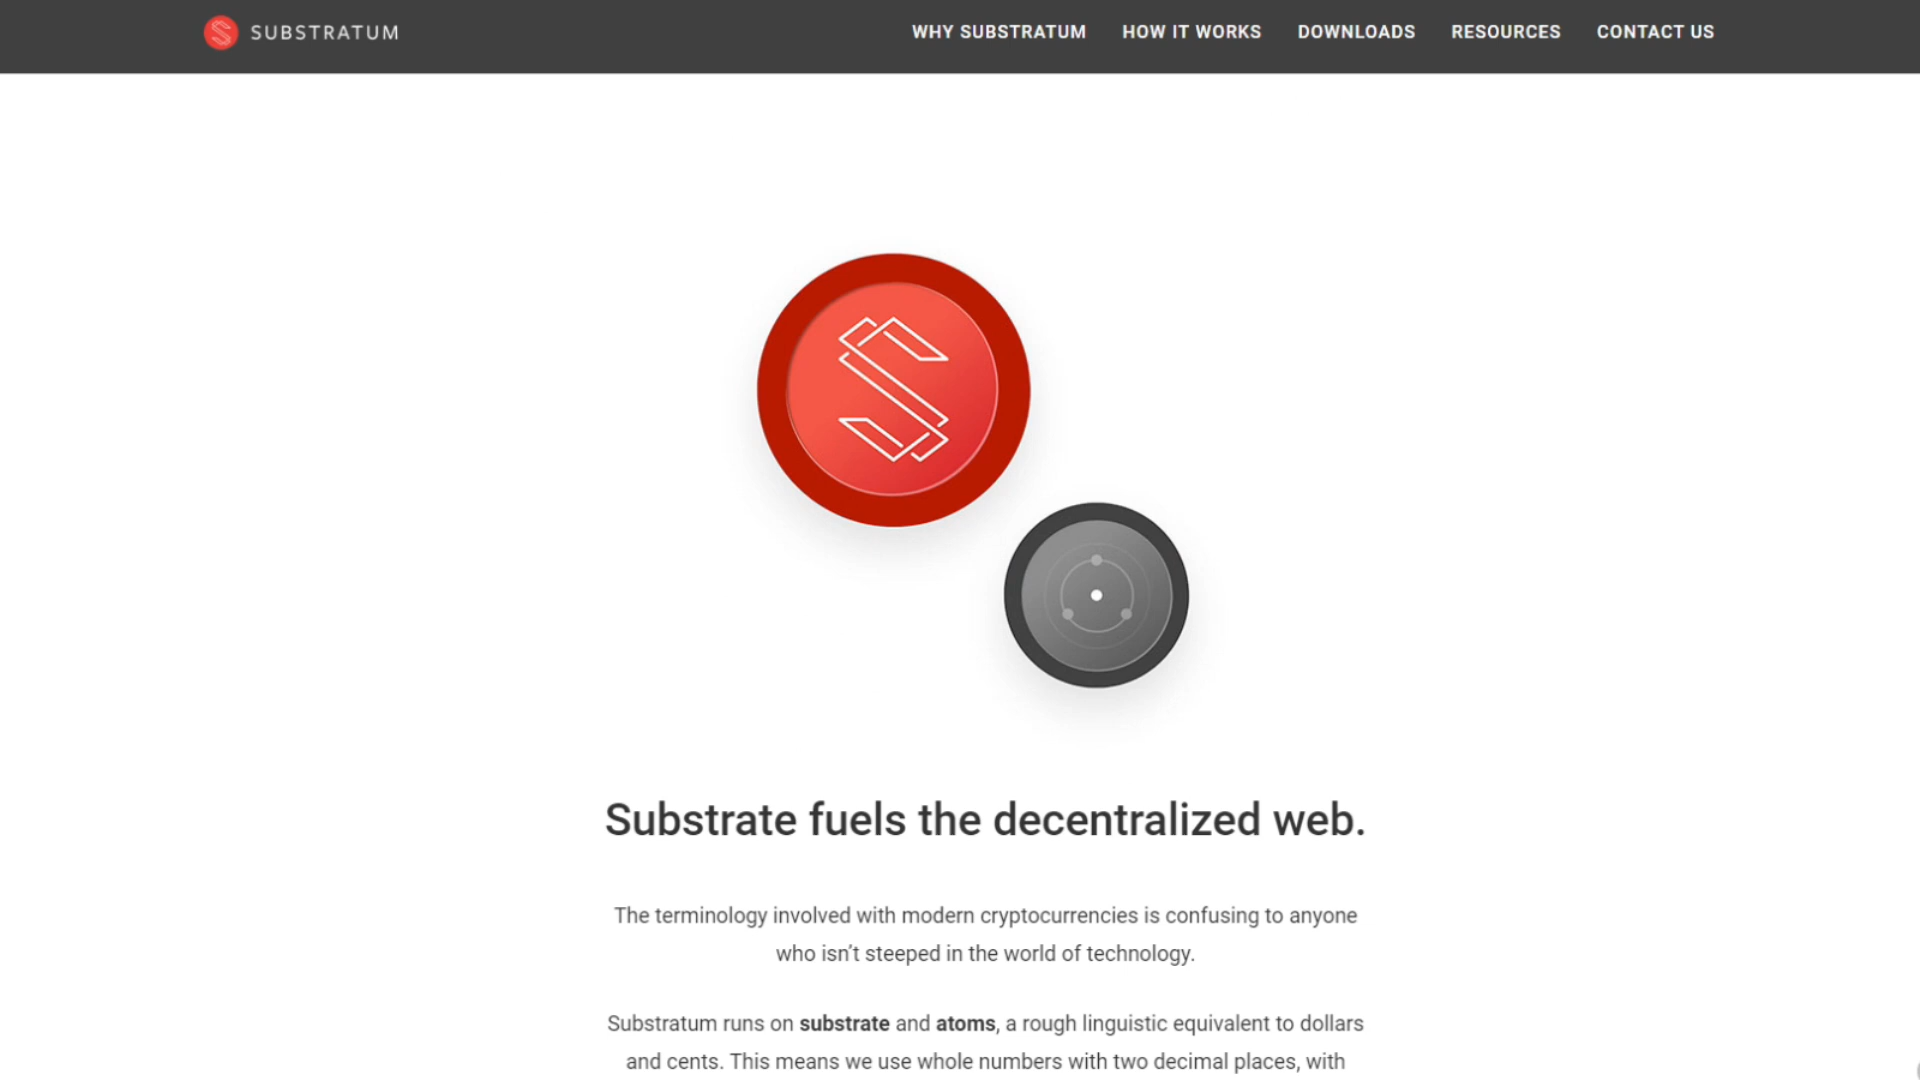 SUBSTRATUM
WHY SUBSTRATUM
HOW IT WORKS
DOWNLOADS
RESOURCES
CONTACT US
Substrate fuels the decentralized web.
The terminology involved with modern cryptocurrencies is confusing to anyone
who isn’t steeped in the world of technology.
Substratum runs on substrate and atoms, a rough linguistic equivalent to dollars
and cents. This means we use whole numbers with two decimal places, with